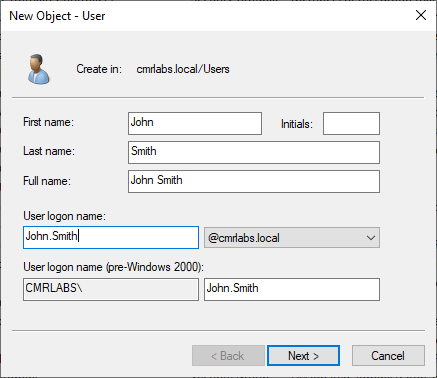 New Object - User
Create in: cmrlabs.local/Users
First name: John Initials:
Last name: Smith
Full name: John Smith
User logon name:
John.Smith @cmrlabs.local
User logon name (pre-Windows 2000):
CMRLABS\ John.Smith
< Back Next > Cancel